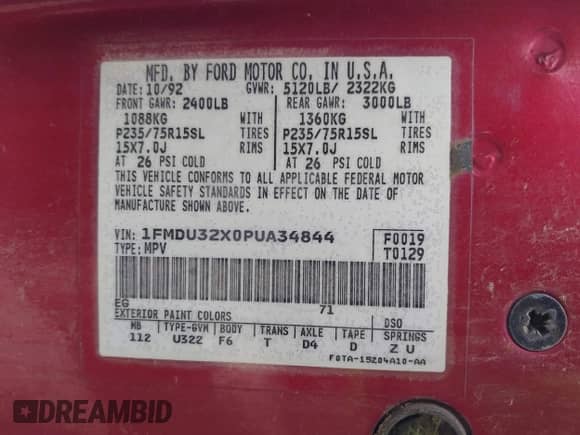 MFD. BY FORD MOTOR CO. IN U.S.A.
DATE: 10/92 GVWR: 5120LB/ 2322KG
FRONT GAWR: 2400LB REAR GAWR: 3000LB
1088KG WITH 1360KG WITH
P235/75R15SL TIRES P235/75R15SL TIRES
15X7.0J RIMS 15X7.0J RIMS
AT 26 PSI COLD AT 26 PSI COLD
THIS VEHICLE CONFORMS TO ALL APPLICABLE FEDERAL MOTOR
VEHICLE SAFETY STANDARDS IN EFFECT ON THE DATE OF
MANUFACTURE SHOWN ABOVE.
VIN: 1FMDU32X0PUA34844 F0019
TYPE: MPV T0129
EG 71
EXTERIOR PAINT COLORS DSO
WB TYPE-GVM BODY TRANS AXLE TAPE SPRINGS
112 U322 F6 T D4 D Z U
F0TA-15204A10-AA
DREAMBID